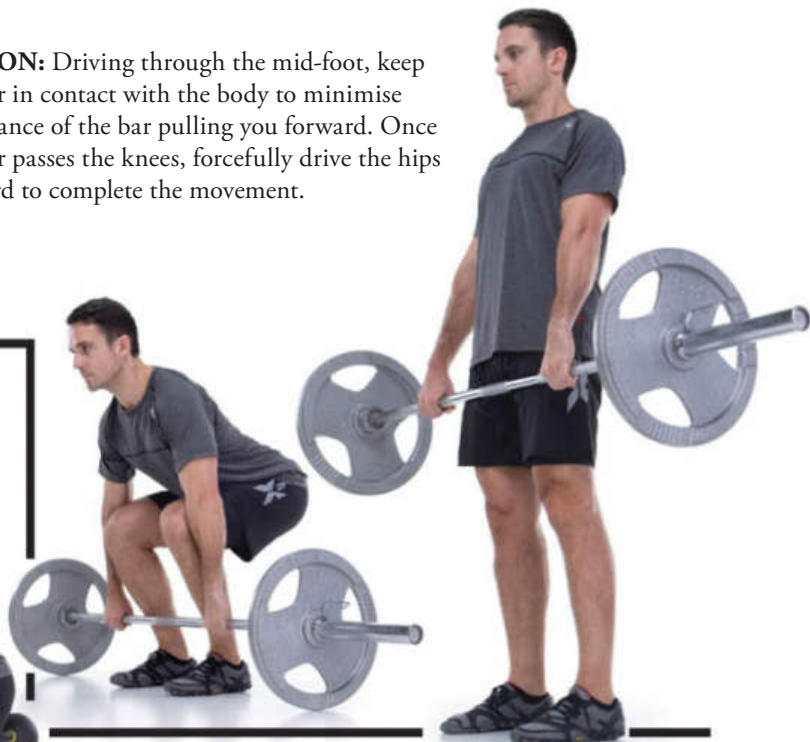 ON: Driving through the mid-foot, keep
r in contact with the body to minimise
ance of the bar pulling you forward. Once
r passes the knees, forcefully drive the hips
rd to complete the movement.